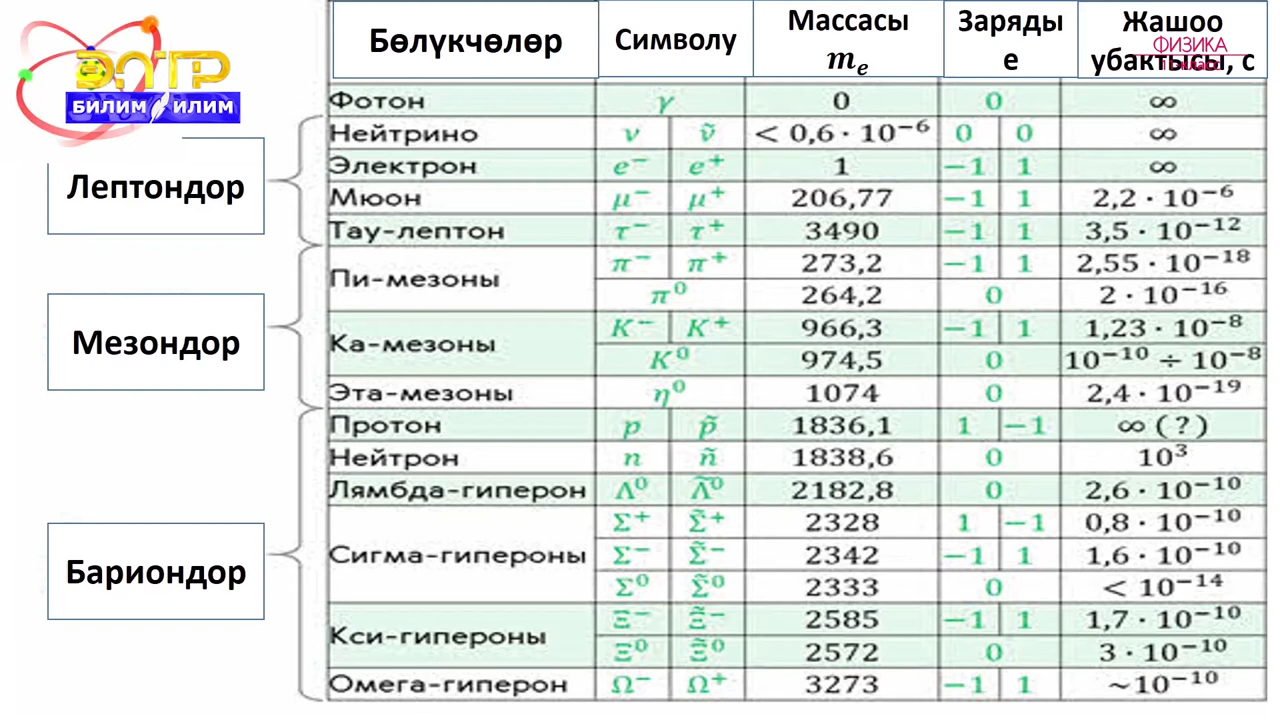 ЭЛТР
БИЛИМ ИЛИМ
ФИЗИКА
11-класс
Бөлүкчөлөр Символу Массасы mₑ Заряды e Жашоо убактысы, с
Фотон γ 0 0 ∞
Лептондор
Нейтрино ν ν̃ < 0,6 · 10⁻⁶ 0 0 ∞
Электрон e⁻ e⁺ 1 −1 1 ∞
Мюон μ⁻ μ⁺ 206,77 −1 1 2,2 · 10⁻⁶
Тау-лептон τ⁻ τ⁺ 3490 −1 1 3,5 · 10⁻¹²
Мезондор
Пи-мезоны π⁻ π⁺ 273,2 −1 1 2,55 · 10⁻¹⁸
π⁰ 264,2 0 2 · 10⁻¹⁶
Ка-мезоны K⁻ K⁺ 966,3 −1 1 1,23 · 10⁻⁸
K⁰ 974,5 0 10⁻¹⁰ ÷ 10⁻⁸
Эта-мезоны η⁰ 1074 0 2,4 · 10⁻¹⁹
Бариондор
Протон p p̃ 1836,1 1 −1 ∞ (?)
Нейтрон n ñ 1838,6 0 10³
Лямбда-гиперон Λ⁰ Λ̃⁰ 2182,8 0 2,6 · 10⁻¹⁰
Сигма-гипероны Σ⁺ Σ̃⁺ 2328 1 −1 0,8 · 10⁻¹⁰
Σ⁻ Σ̃⁻ 2342 −1 1 1,6 · 10⁻¹⁰
Σ⁰ Σ̃⁰ 2333 0 < 10⁻¹⁴
Кси-гипероны Ξ⁻ Ξ̃⁻ 2585 −1 1 1,7 · 10⁻¹⁰
Ξ⁰ Ξ̃⁰ 2572 0 3 · 10⁻¹⁰
Омега-гиперон Ω⁻ Ω⁺ 3273 −1 1 ~10⁻¹⁰